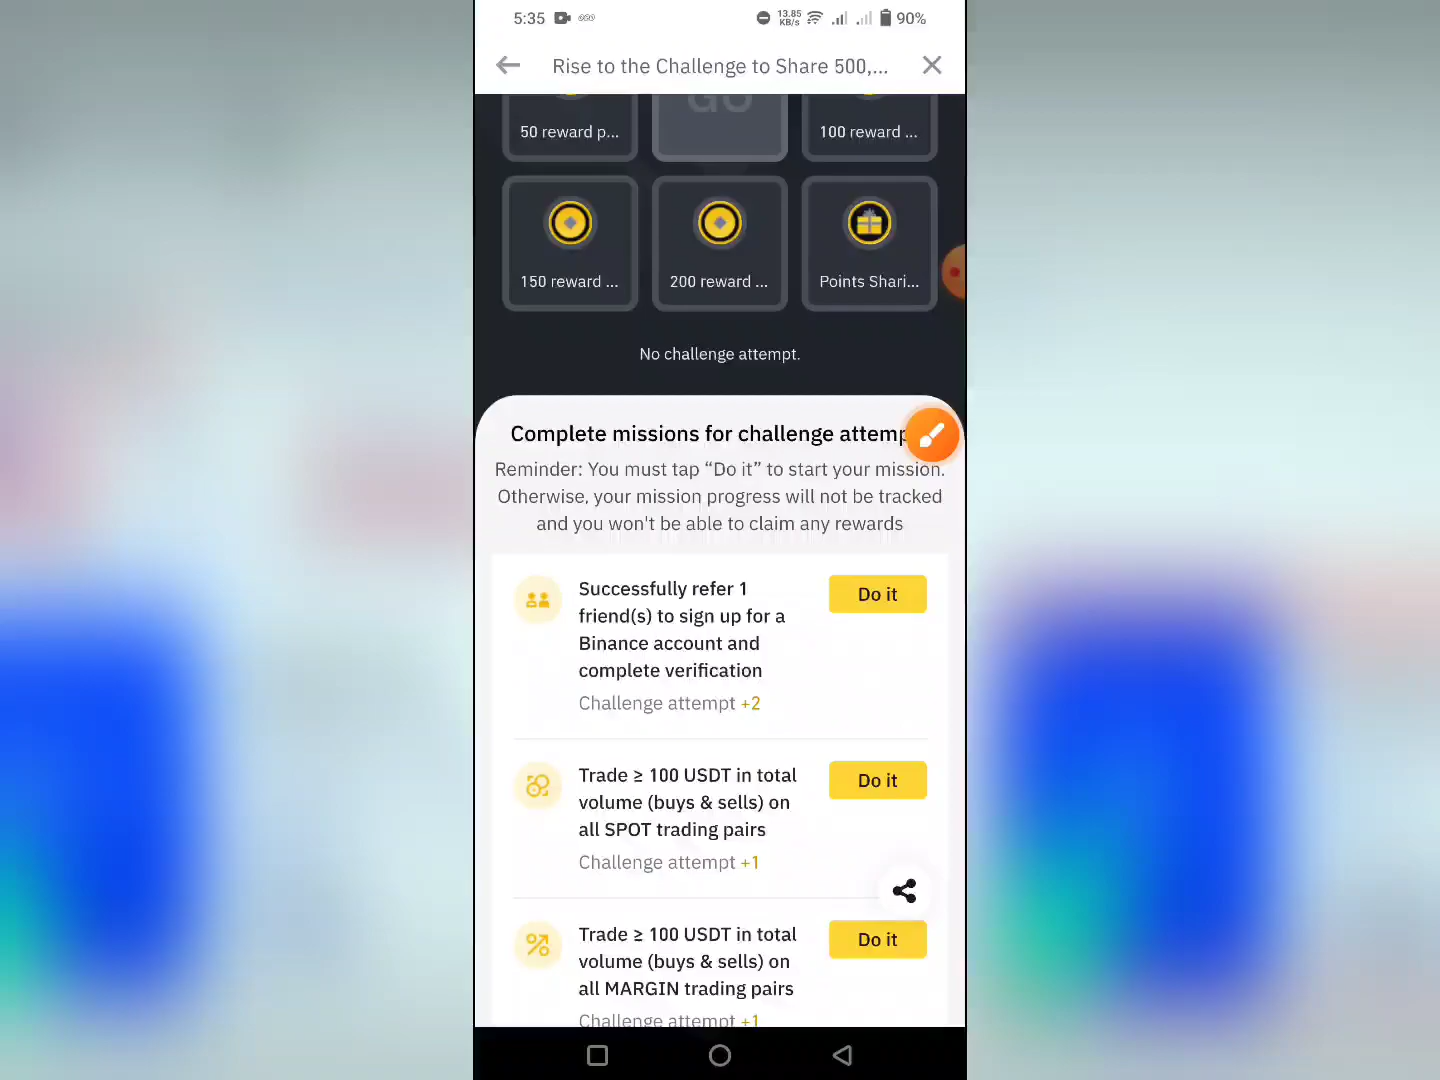 5:35
13.85 KB/s
90%
Rise to the Challenge to Share 500,...
GO
50 reward p...
100 reward ...
150 reward ...
200 reward ...
Points Shari...
No challenge attempt.
Complete missions for challenge attemp
Reminder: You must tap “Do it” to start your mission.
Otherwise, your mission progress will not be tracked
and you won't be able to claim any rewards
Successfully refer 1
friend(s) to sign up for a
Binance account and
complete verification
Do it
Challenge attempt +2
Trade ≥ 100 USDT in total
volume (buys & sells) on
all SPOT trading pairs
Do it
Challenge attempt +1
Trade ≥ 100 USDT in total
volume (buys & sells) on
all MARGIN trading pairs
Do it
Challenge attempt +1